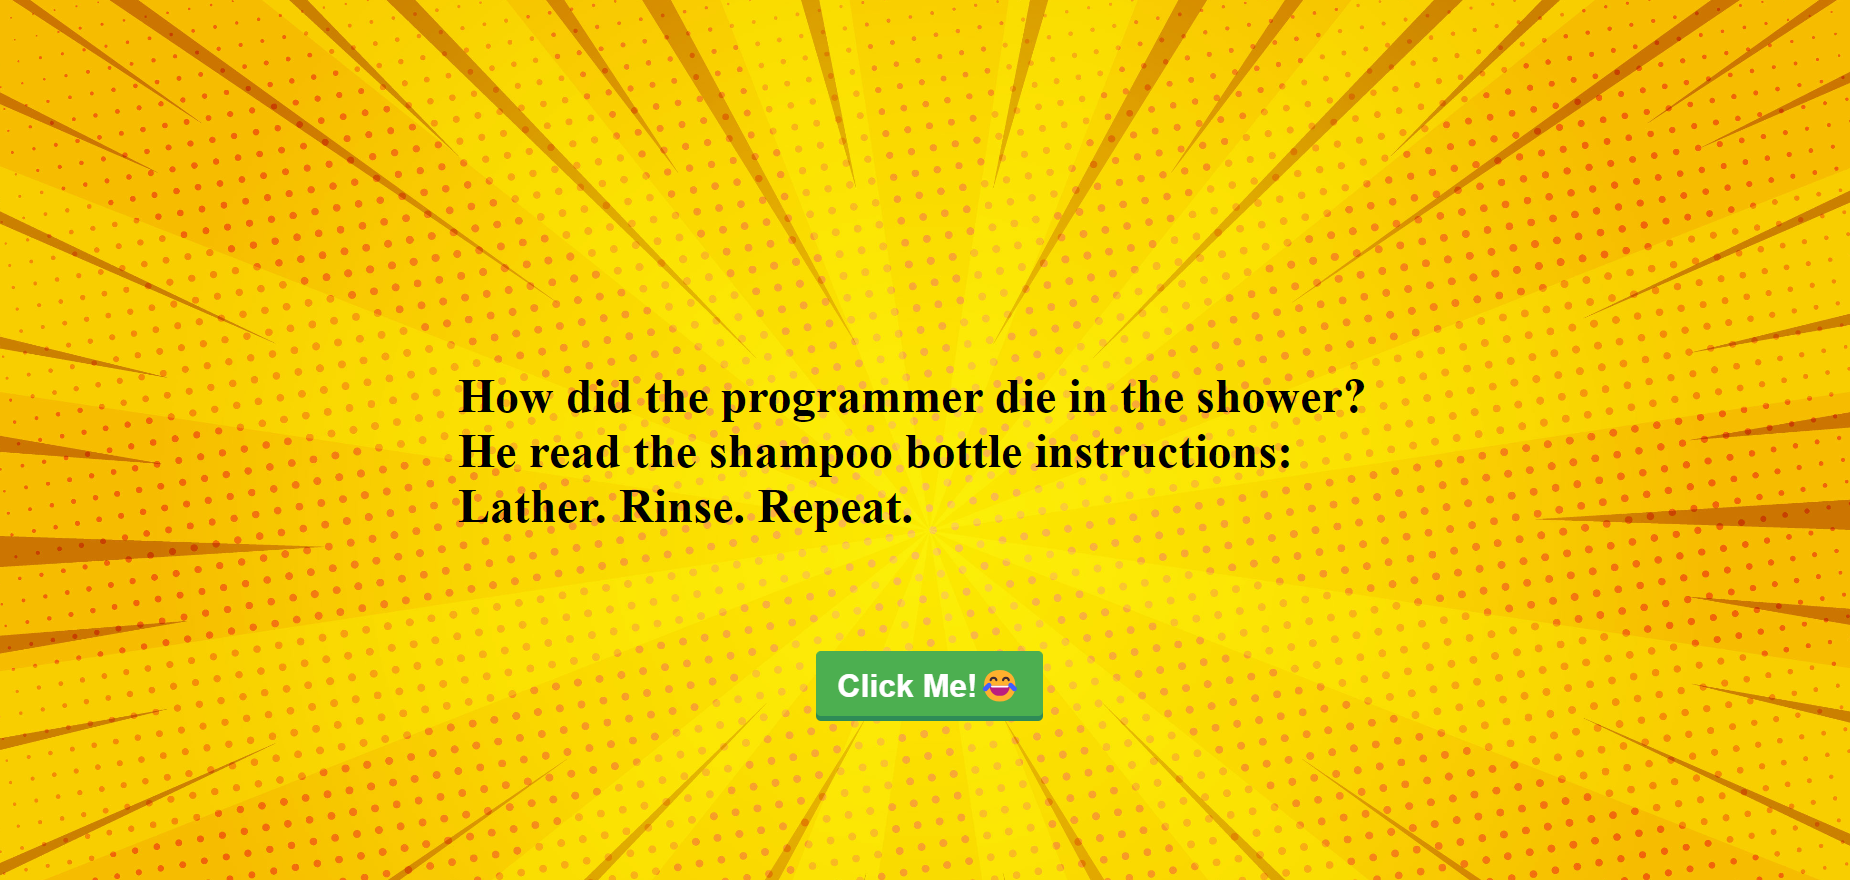 How did the programmer die in the shower?
He read the shampoo bottle instructions:
Lather. Rinse. Repeat.
Click Me!😂